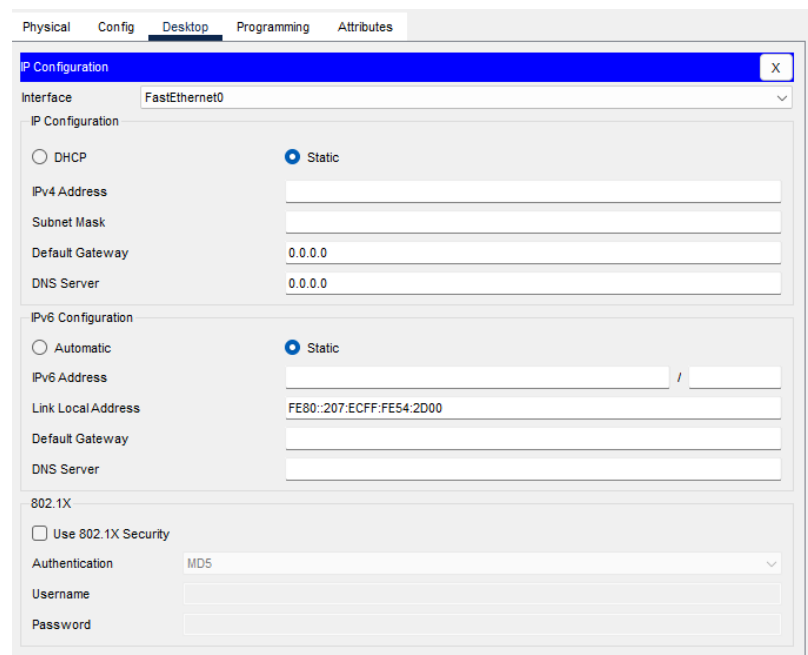 Physical Config Desktop Programming Attributes
IP Configuration X
Interface FastEthernet0
IP Configuration
DHCP Static
IPv4 Address
Subnet Mask
Default Gateway 0.0.0.0
DNS Server 0.0.0.0
IPv6 Configuration
Automatic Static
IPv6 Address /
Link Local Address FE80::207:ECFF:FE54:2D00
Default Gateway
DNS Server
802.1X
Use 802.1X Security
Authentication MD5
Username
Password